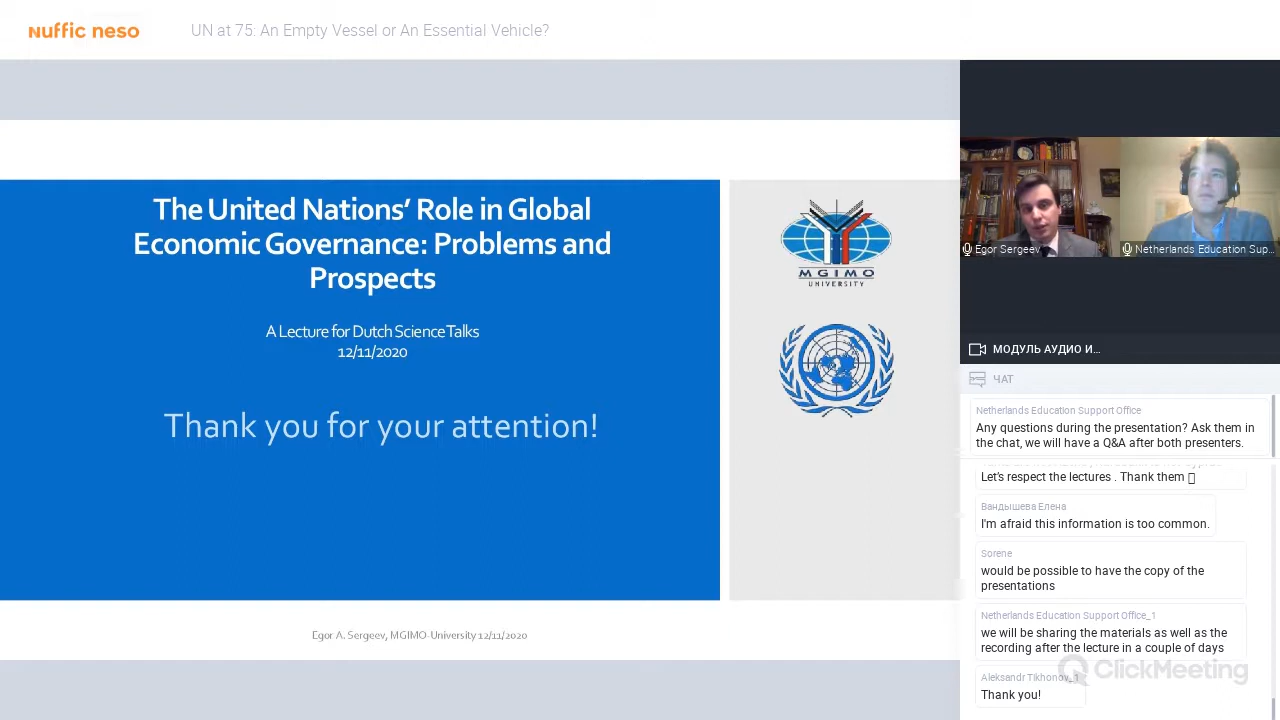 nuffic neso
UN at 75: An Empty Vessel or An Essential Vehicle?
The United Nations’ Role in Global
Economic Governance: Problems and
Prospects
A Lecture for Dutch Science Talks
12/11/2020
Thank you for your attention!
MGIMO
UNIVERSITY
Egor A. Sergeev, MGIMO-University 12/11/2020
Egor Sergeev
Netherlands Education Sup...
МОДУЛЬ АУДИО И...
ЧАТ
Netherlands Education Support Office
Any questions during the presentation? Ask them in
the chat, we will have a Q&A after both presenters.
Let's respect the lectures . Thank them
Вандышева Елена
I'm afraid this information is too common.
Sorene
would be possible to have the copy of the
presentations
Netherlands Education Support Office_1
we will be sharing the materials as well as the
recording after the lecture in a couple of days
Aleksandr Tikhonov_1
Thank you!
ClickMeeting